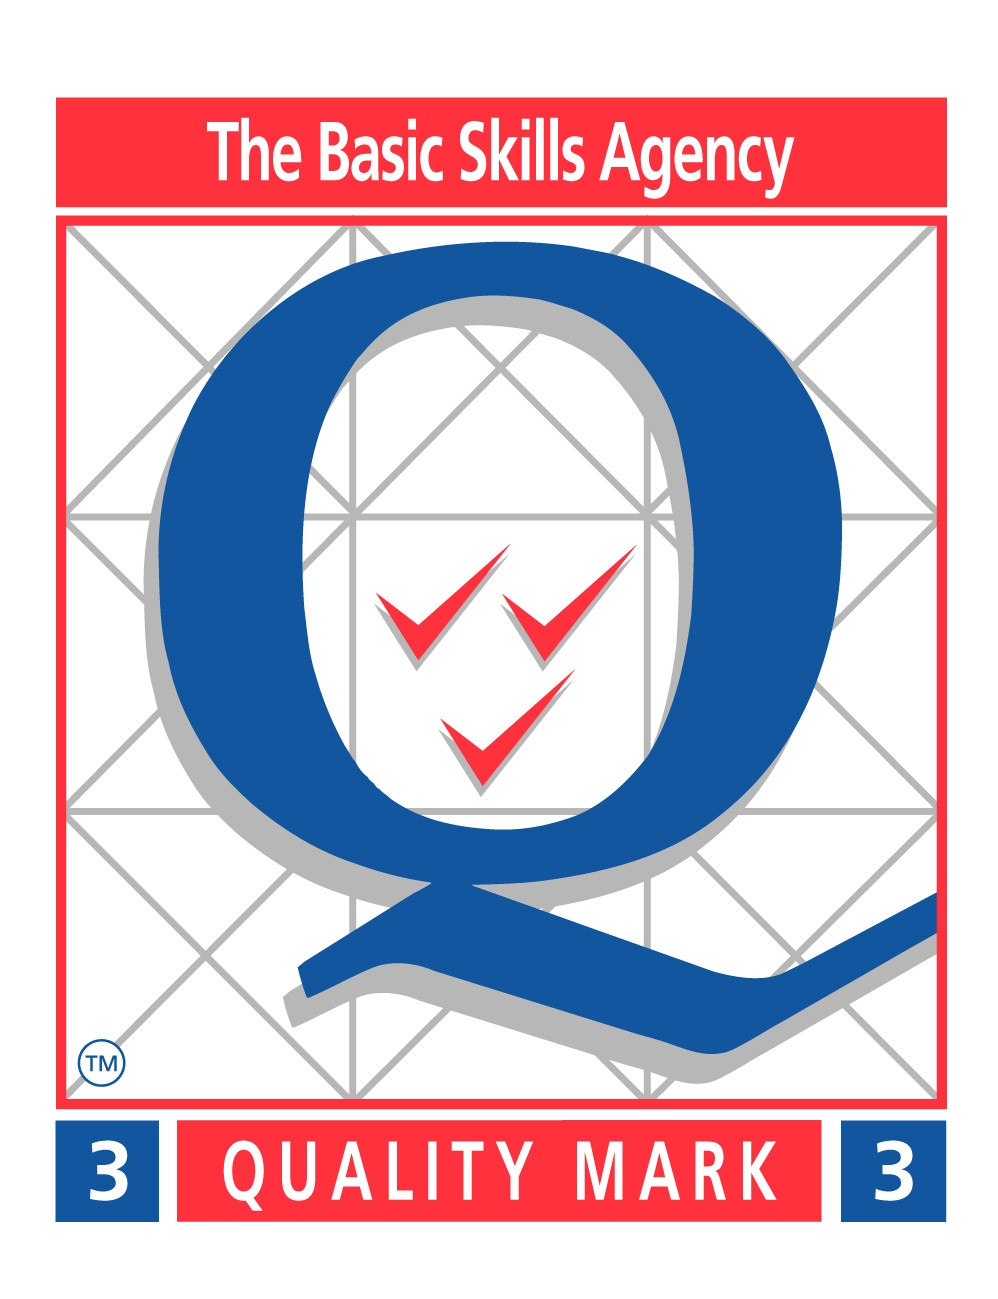 The Basic Skills Agency
Q
TM
3 QUALITY MARK 3